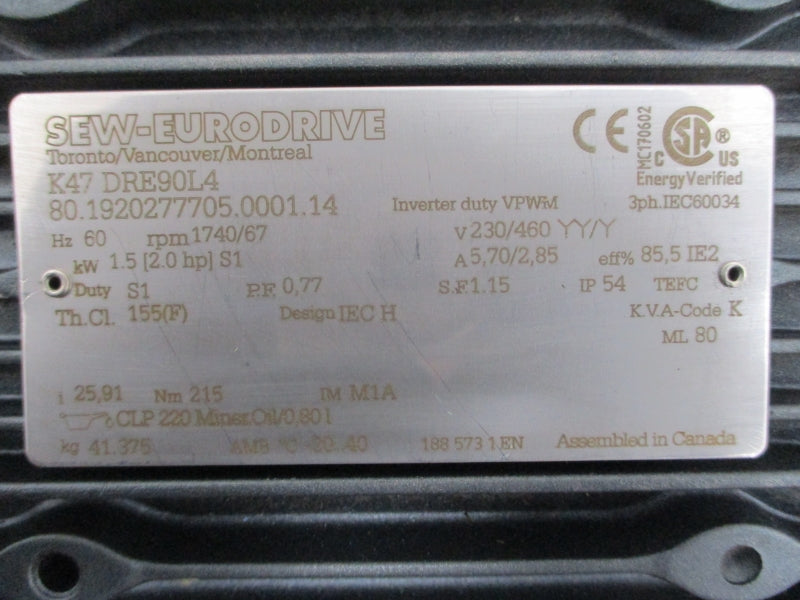 SEW-EURODRIVE
Toronto/Vancouver/Montreal
CE
EMC170602
CSA ®
C US
EnergyVerified
K47 DRE90L4
80.1920277705.0001.14 Inverter duty VPWM 3ph.IEC60034
Hz 60 rpm 1740/67 V 230/460 YY/Y
kW 1.5 [2.0 hp] S1 A 5,70/2,85 eff% 85,5 IE2
Duty S1 P.F. 0,77 S.F.1.15 IP 54 TEFC
Th.Cl. 155(F) Design IEC H K.V.A-Code K
ML 80
i 25,91 Nm 215 IM M1A
CLP 220 Miner.Oil/0,80 l
kg 41.375 AMB °C -20..40 188 573 1.EN Assembled in Canada